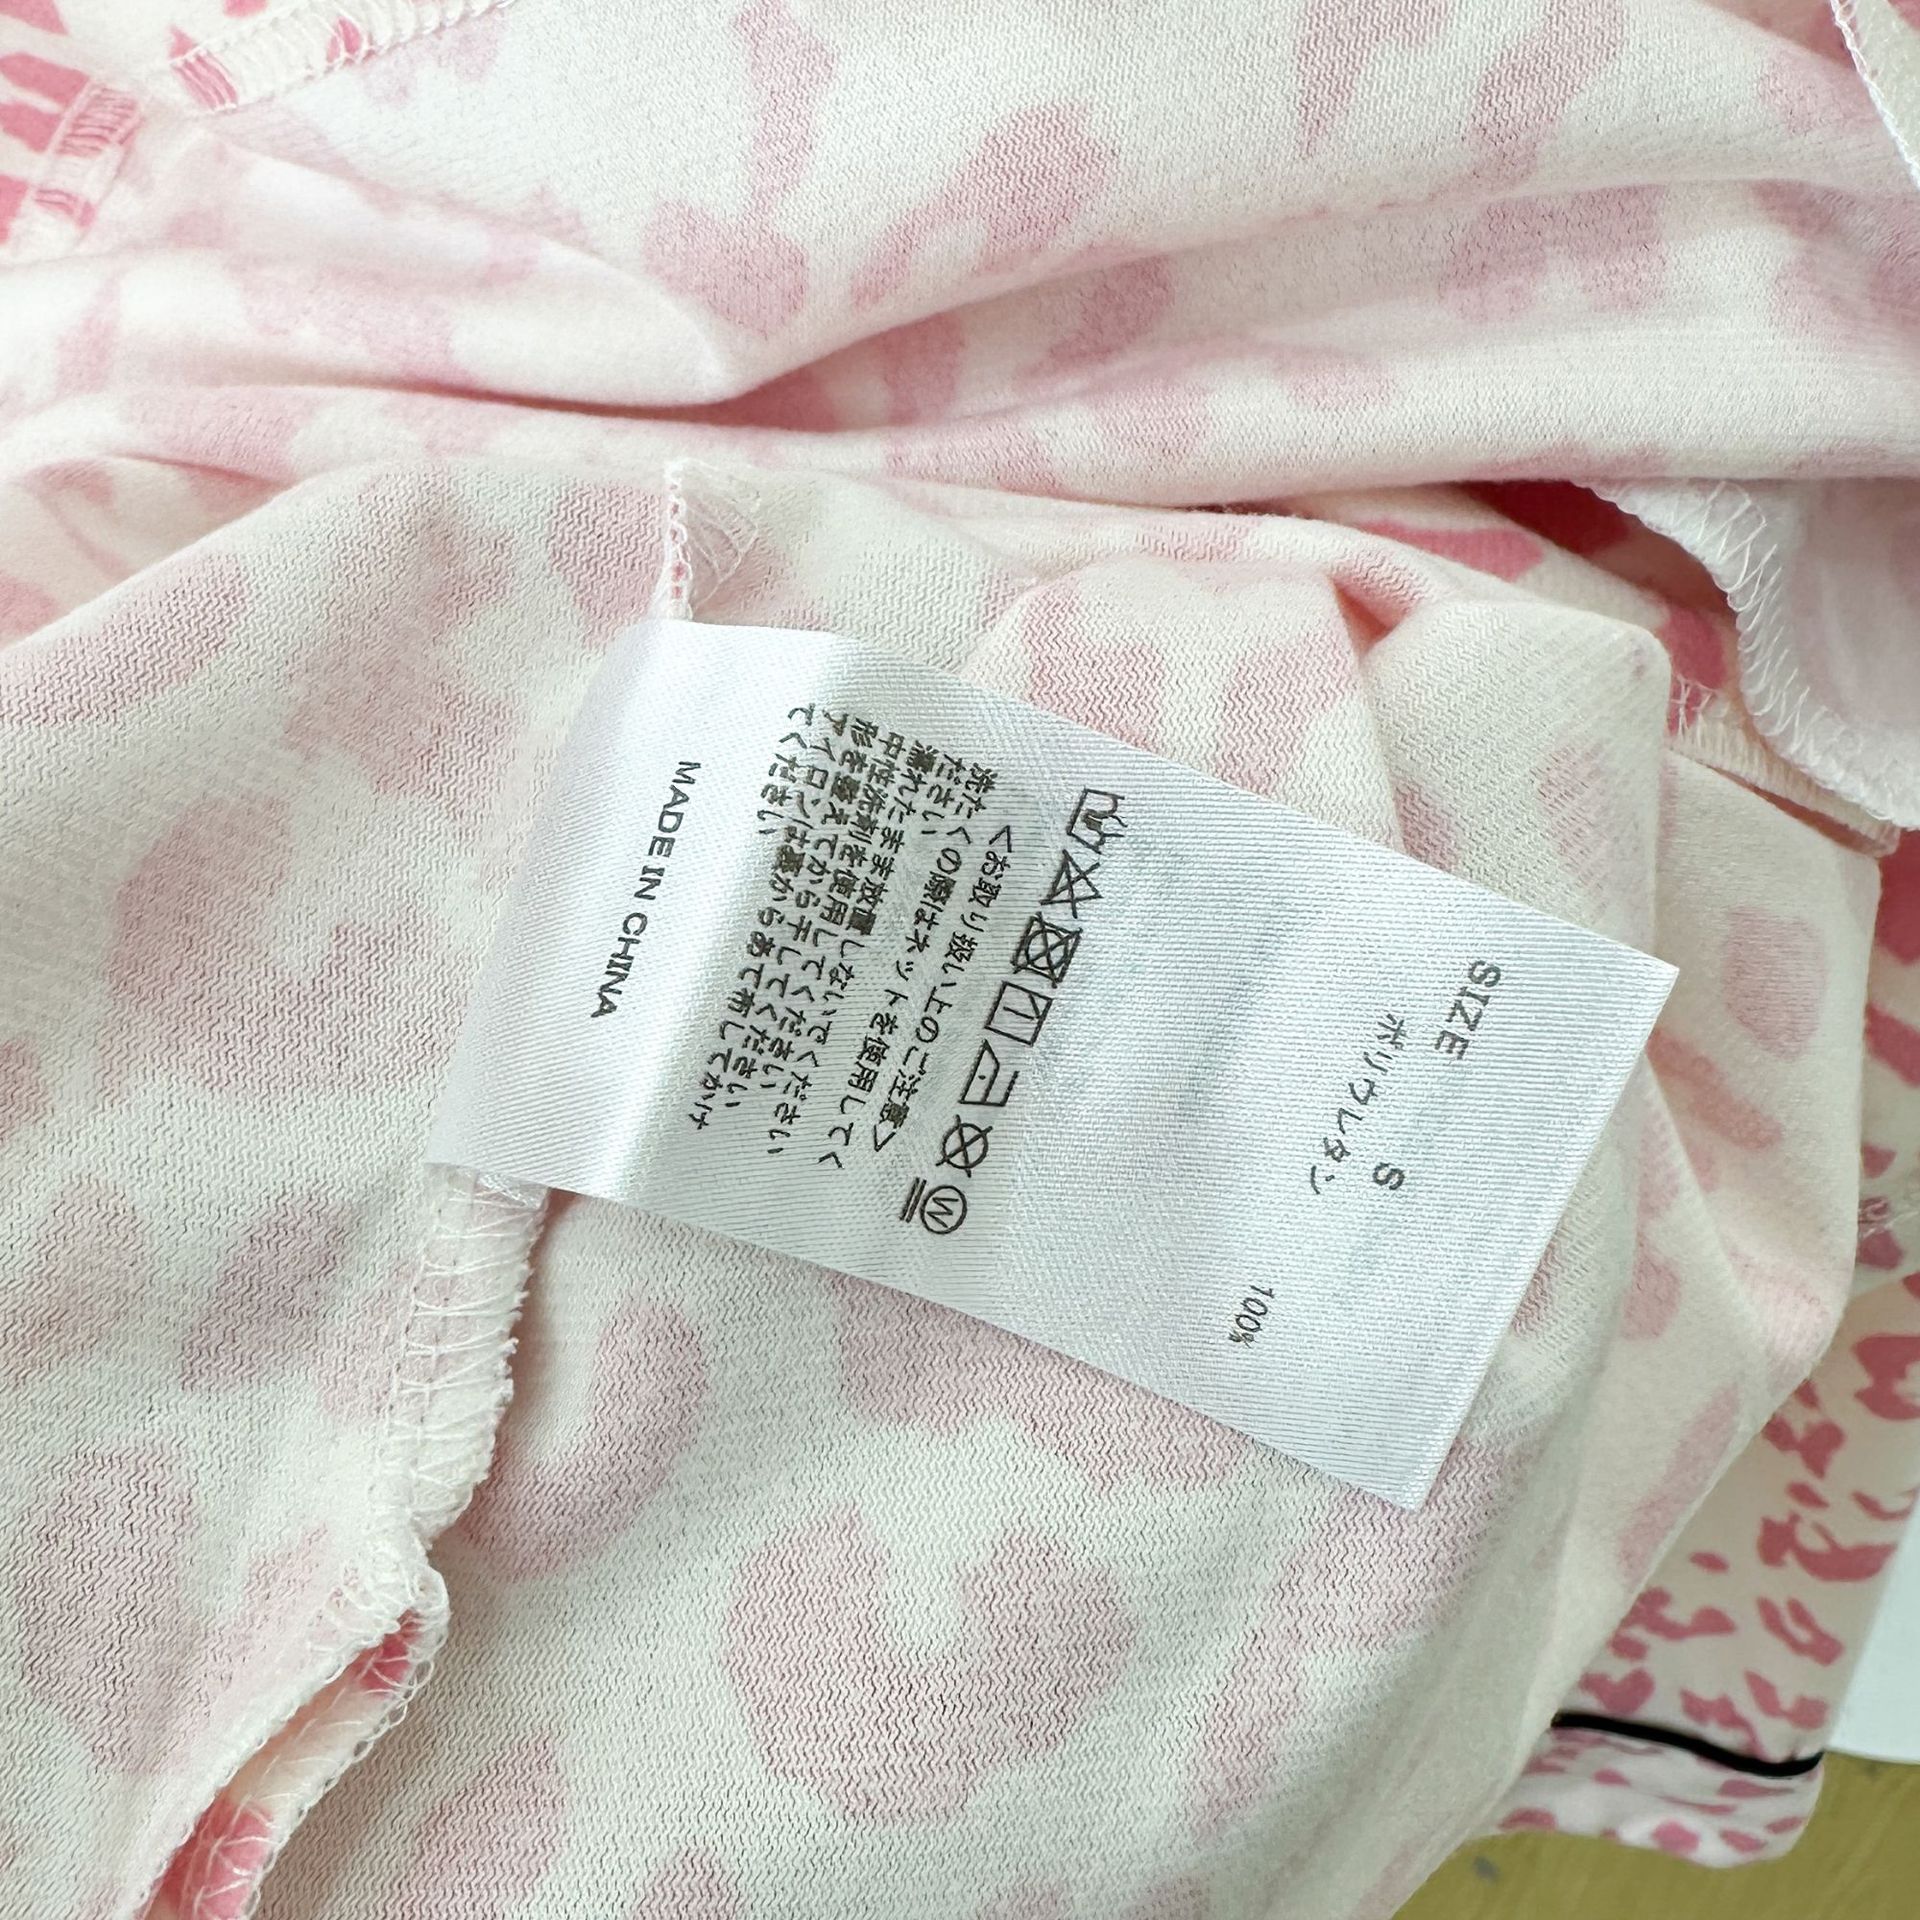 SIZE S
ポリウレタン 100%
<お取り扱い上のご注意>
洗たくの際はネットを使用してく
ださい
濡れたまま放置しないでください
中性洗剤を使用してください
形を整えてから干してください
アイロンは裏からあて布してかけ
てください
MADE IN CHINA